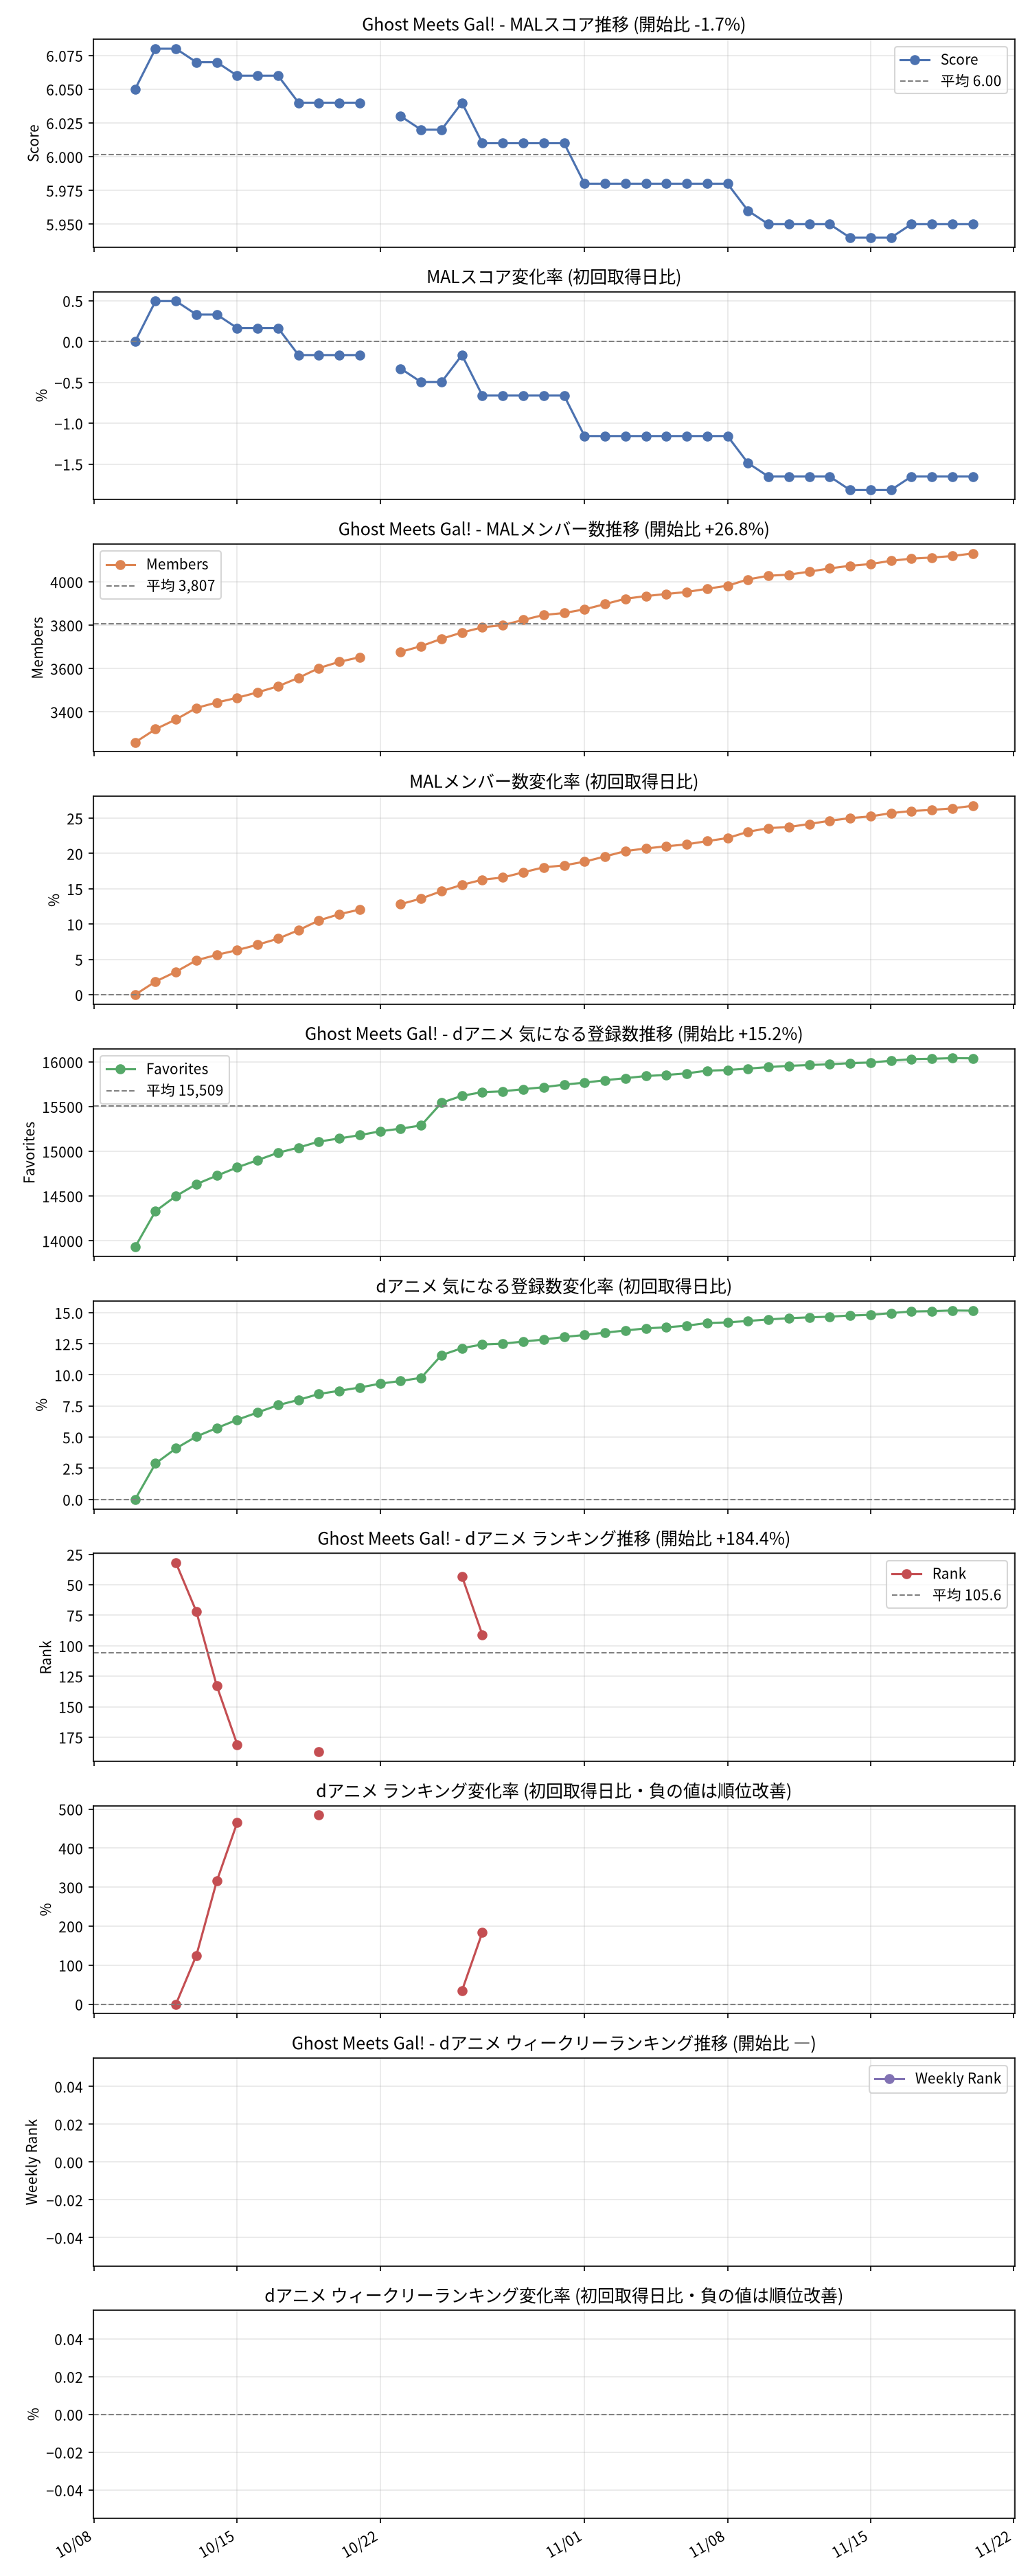 Ghost Meets Gal! - MALスコア推移 (開始比 -1.7%)
Score
6.075
6.050
6.025
6.000
5.975
5.950
Score
平均 6.00
MALスコア変化率 (初回取得日比)
%
0.5
0.0
−0.5
−1.0
−1.5
Ghost Meets Gal! - MALメンバー数推移 (開始比 +26.8%)
Members
4000
3800
3600
3400
Members
平均 3,807
MALメンバー数変化率 (初回取得日比)
%
25
20
15
10
5
0
Ghost Meets Gal! - dアニメ 気になる登録数推移 (開始比 +15.2%)
Favorites
16000
15500
15000
14500
14000
Favorites
平均 15,509
dアニメ 気になる登録数変化率 (初回取得日比)
%
15.0
12.5
10.0
7.5
5.0
2.5
0.0
Ghost Meets Gal! - dアニメ ランキング推移 (開始比 +184.4%)
Rank
25
50
75
100
125
150
175
Rank
平均 105.6
dアニメ ランキング変化率 (初回取得日比・負の値は順位改善)
%
500
400
300
200
100
0
Ghost Meets Gal! - dアニメ ウィークリーランキング推移 (開始比 —)
Weekly Rank
0.04
0.02
0.00
−0.02
−0.04
Weekly Rank
dアニメ ウィークリーランキング変化率 (初回取得日比・負の値は順位改善)
%
0.04
0.02
0.00
−0.02
−0.04
10/08
10/15
10/22
11/01
11/08
11/15
11/22